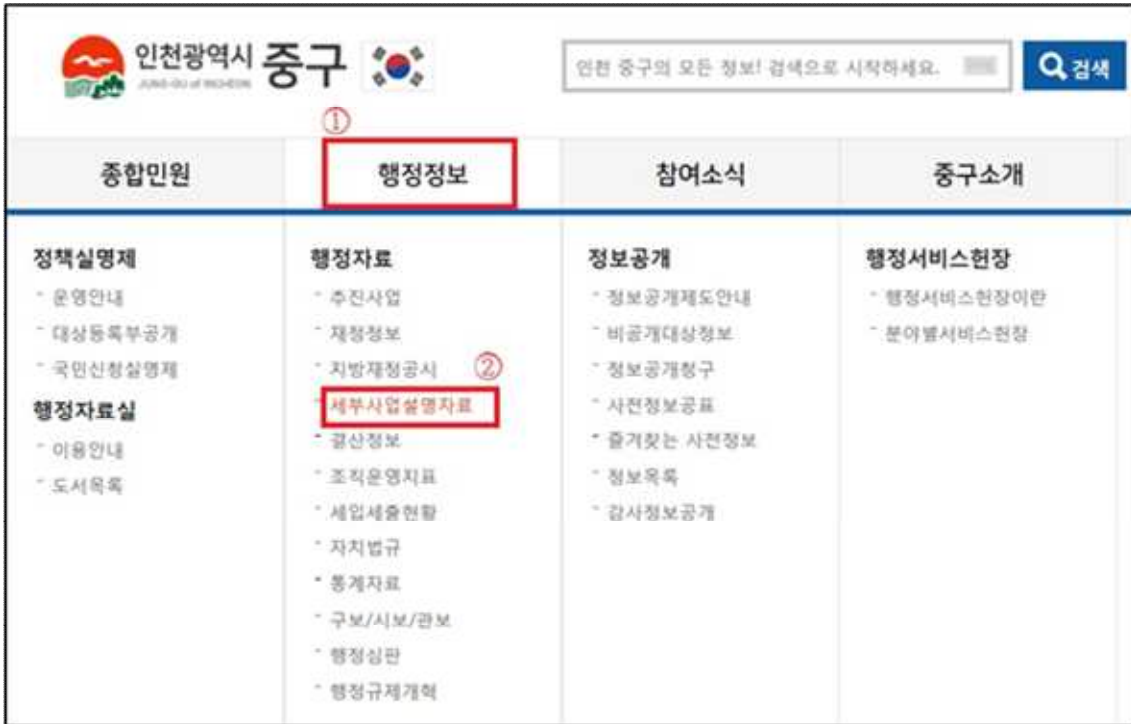 인천광역시 중구
JUNG-GU of INCHEON
인천 중구의 모든 정보! 검색으로 시작하세요.
검색
①
종합민원
행정정보
참여소식
중구소개
정책실명제
운영안내
대상등록부공개
국민신청실명제
행정자료실
이용안내
도서목록
행정자료
추진사업
재정정보
지방재정공시
②
세부사업설명자료
결산정보
조직운영지표
세입세출현황
자치법규
통계자료
구보/시보/관보
행정심판
행정규제개혁
정보공개
정보공개제도안내
비공개대상정보
정보공개청구
사전정보공표
즐겨찾는 사전정보
정보목록
감사정보공개
행정서비스헌장
행정서비스헌장이란
분야별서비스헌장